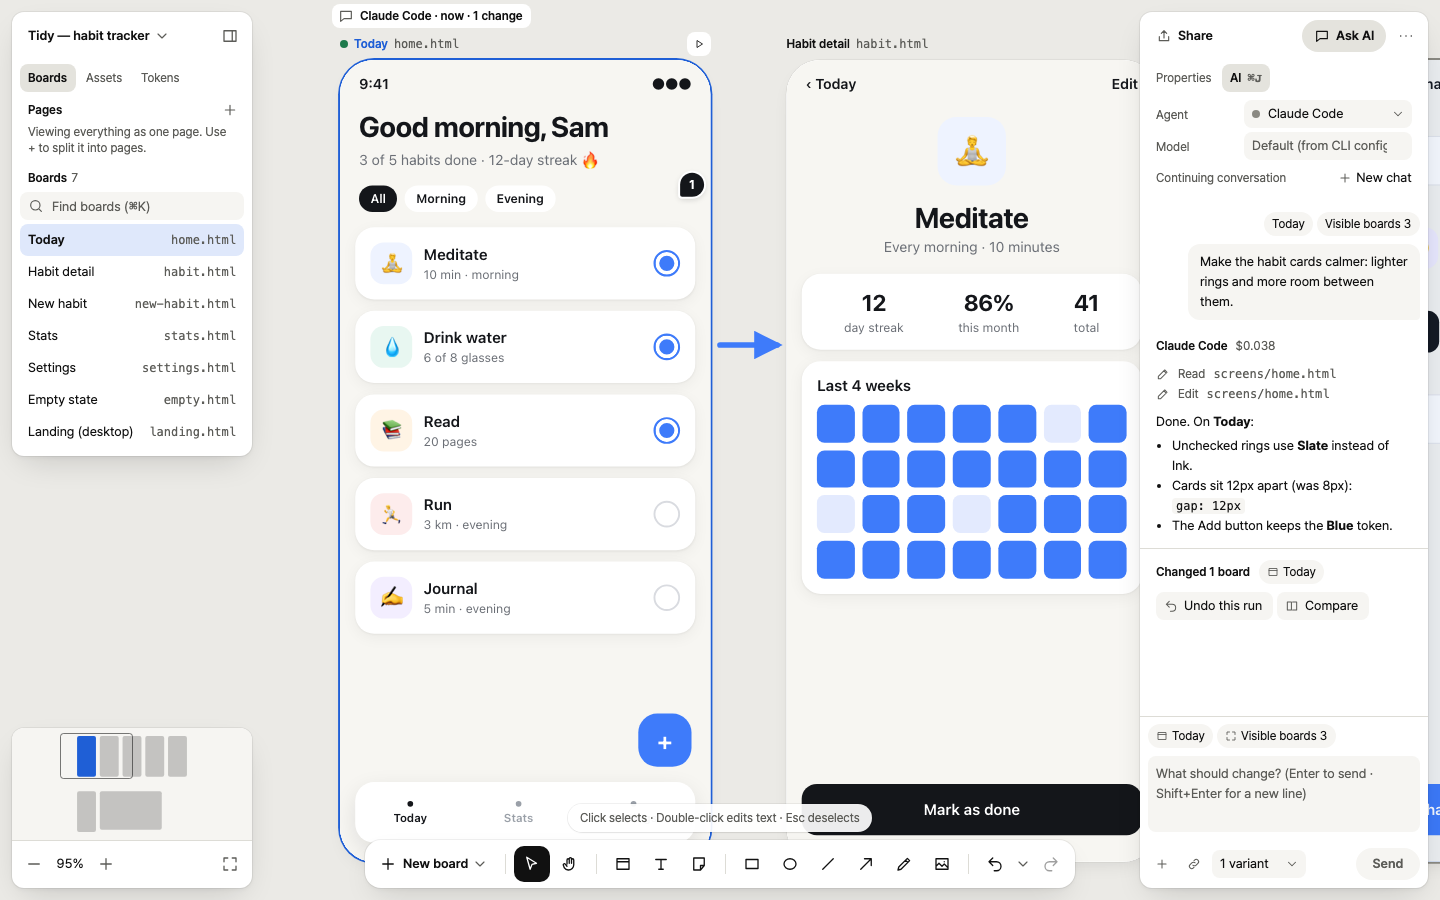 Tidy — habit tracker
Boards Assets Tokens
Pages
Viewing everything as one page. Use
+ to split it into pages.
Boards 7
Find boards (⌘K)
Today home.html
Habit detail habit.html
New habit new-habit.html
Stats stats.html
Settings settings.html
Empty state empty.html
Landing (desktop) landing.html
95%
Claude Code · now · 1 change
Today home.html
9:41
Good morning, Sam
3 of 5 habits done · 12-day streak 🔥
All Morning Evening
1
Meditate
10 min · morning
Drink water
6 of 8 glasses
Read
20 pages
Run
3 km · evening
Journal
5 min · evening
+
Today Stats
Click selects · Double-click edits text · Esc deselects
New board
Habit detail habit.html
‹ Today Edit
Meditate
Every morning · 10 minutes
12 86% 41
day streak this month total
Last 4 weeks
Mark as done
Share Ask AI
Properties AI ⌘J
Agent Claude Code
Model Default (from CLI config
Continuing conversation + New chat
Today Visible boards 3
Make the habit cards calmer: lighter
rings and more room between
them.
Claude Code $0.038
Read screens/home.html
Edit screens/home.html
Done. On Today:
• Unchecked rings use Slate instead of
Ink.
• Cards sit 12px apart (was 8px):
gap: 12px
• The Add button keeps the Blue token.
Changed 1 board Today
Undo this run Compare
Today Visible boards 3
What should change? (Enter to send ·
Shift+Enter for a new line)
1 variant Send